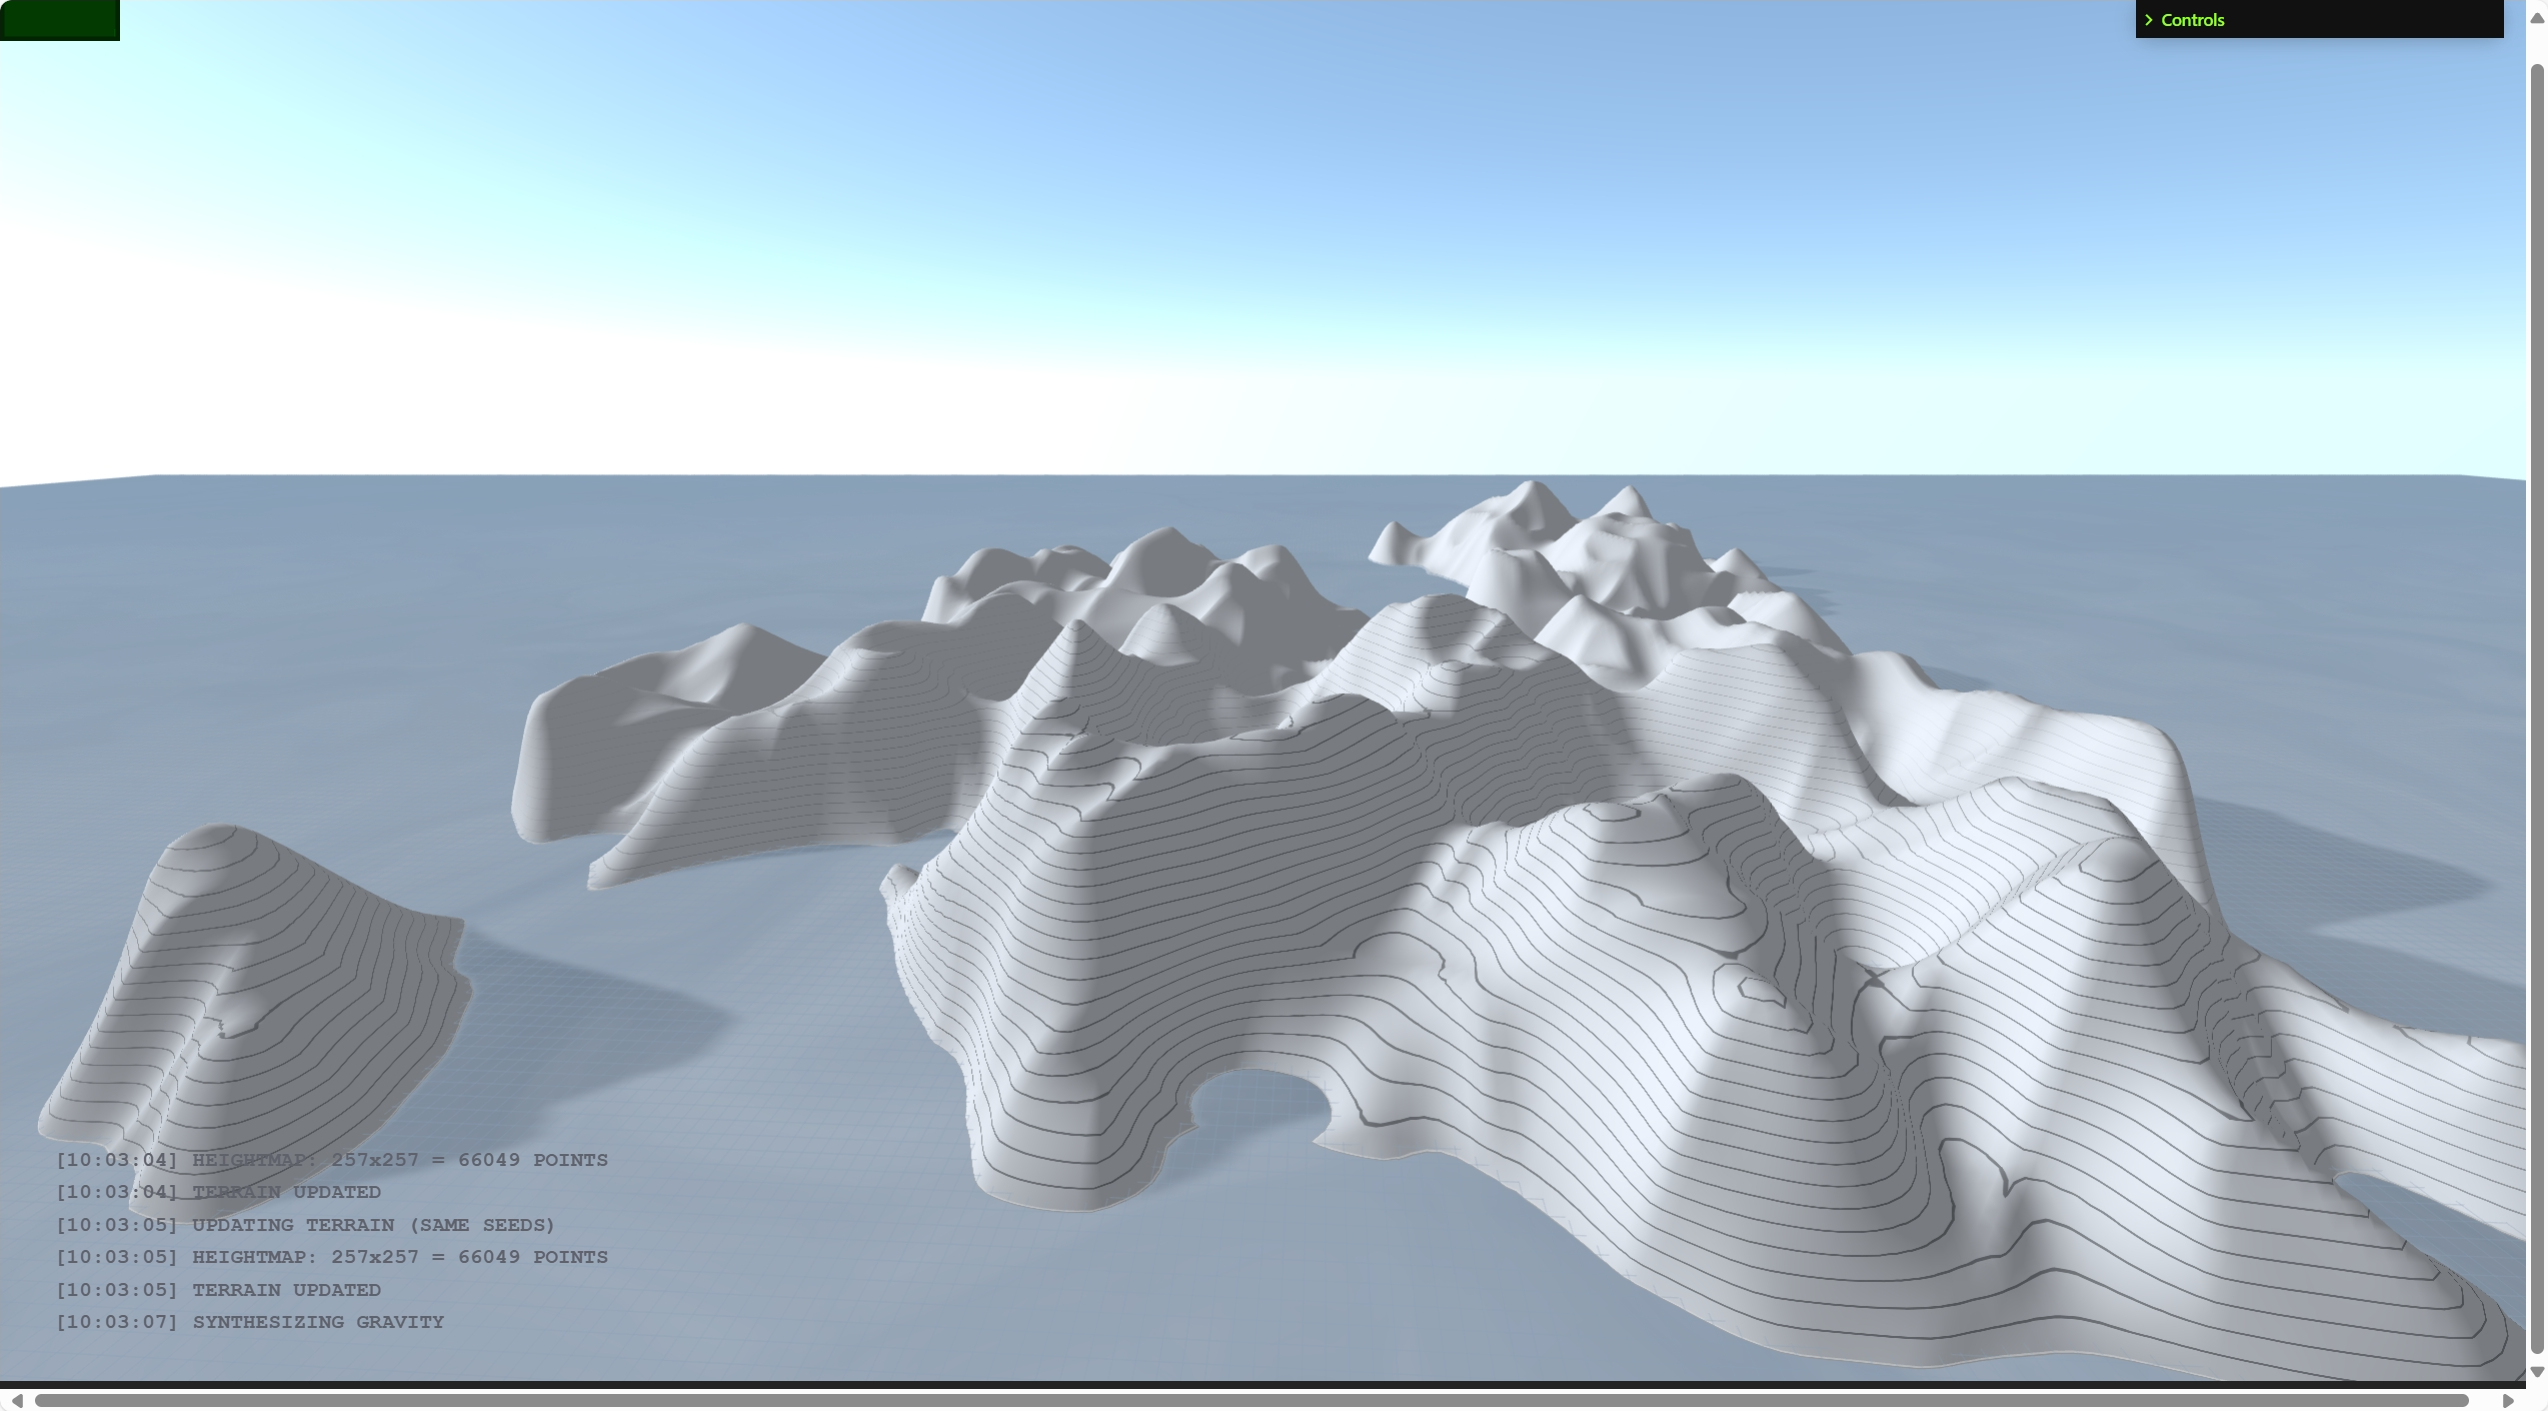 Controls
[10:03:04] HEIGHTMAP: 257x257 = 66049 POINTS
[10:03:04] TERRAIN UPDATED
[10:03:05] UPDATING TERRAIN (SAME SEEDS)
[10:03:05] HEIGHTMAP: 257x257 = 66049 POINTS
[10:03:05] TERRAIN UPDATED
[10:03:07] SYNTHESIZING GRAVITY